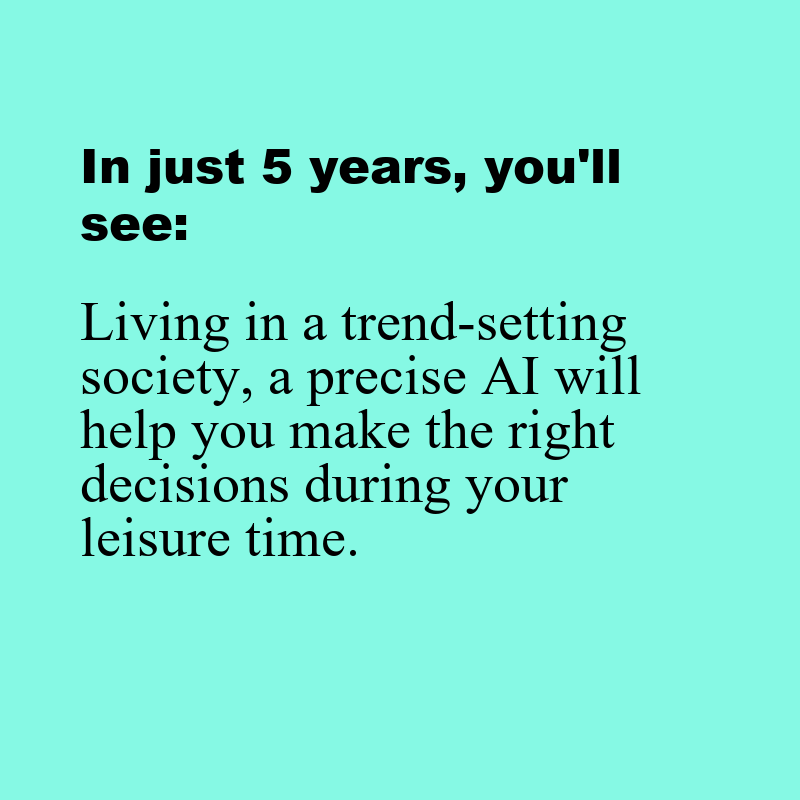 In just 5 years, you'll
see:
Living in a trend-setting
society, a precise AI will
help you make the right
decisions during your
leisure time.